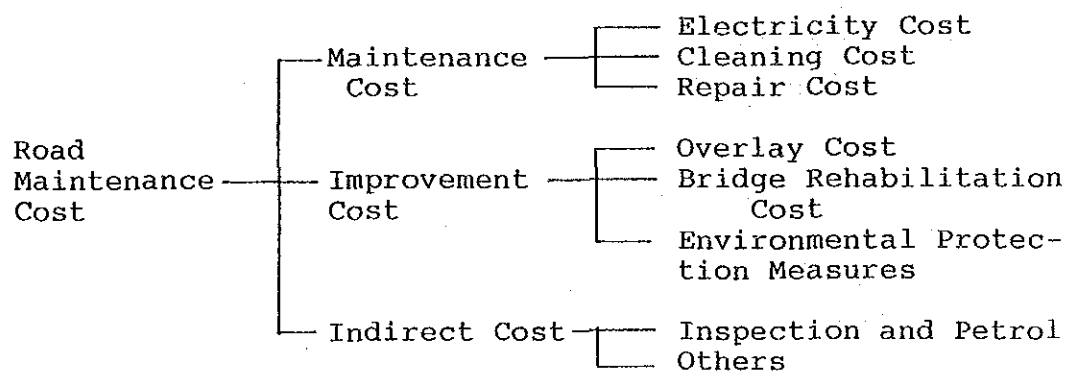 Road
Maintenance
Cost
Maintenance
Cost
Electricity Cost
Cleaning Cost
Repair Cost
Improvement
Cost
Overlay Cost
Bridge Rehabilitation
Cost
Environmental Protec-
tion Measures
Indirect Cost
Inspection and Petrol
Others